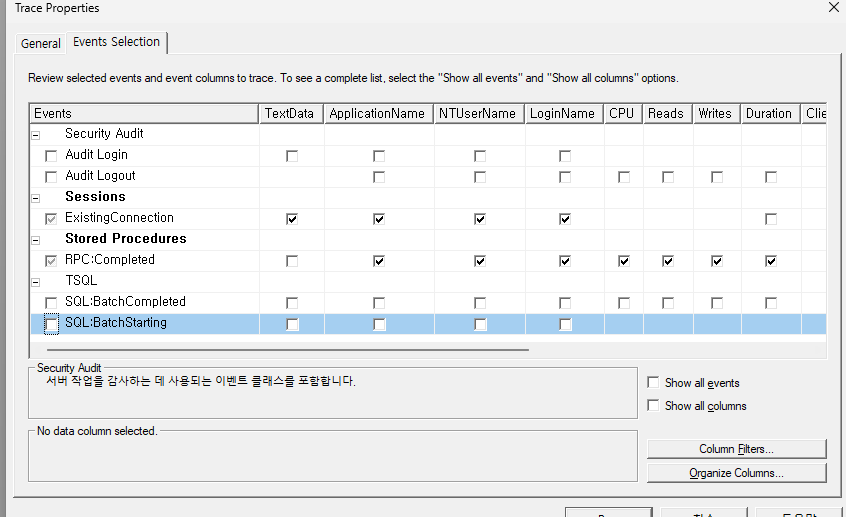 Trace Properties
General
Events Selection
Review selected events and event columns to trace. To see a complete list, select the "Show all events" and "Show all columns" options.
Events TextData ApplicationName NTUserName LoginName CPU Reads Writes Duration Clie
Security Audit
Audit Login
Audit Logout
Sessions
ExistingConnection
Stored Procedures
RPC:Completed
TSQL
SQL:BatchCompleted
SQL:BatchStarting
Security Audit
서버 작업을 감사하는 데 사용되는 이벤트 클래스를 포함합니다.
Show all events
Show all columns
No data column selected.
Column Filters...
Organize Columns...